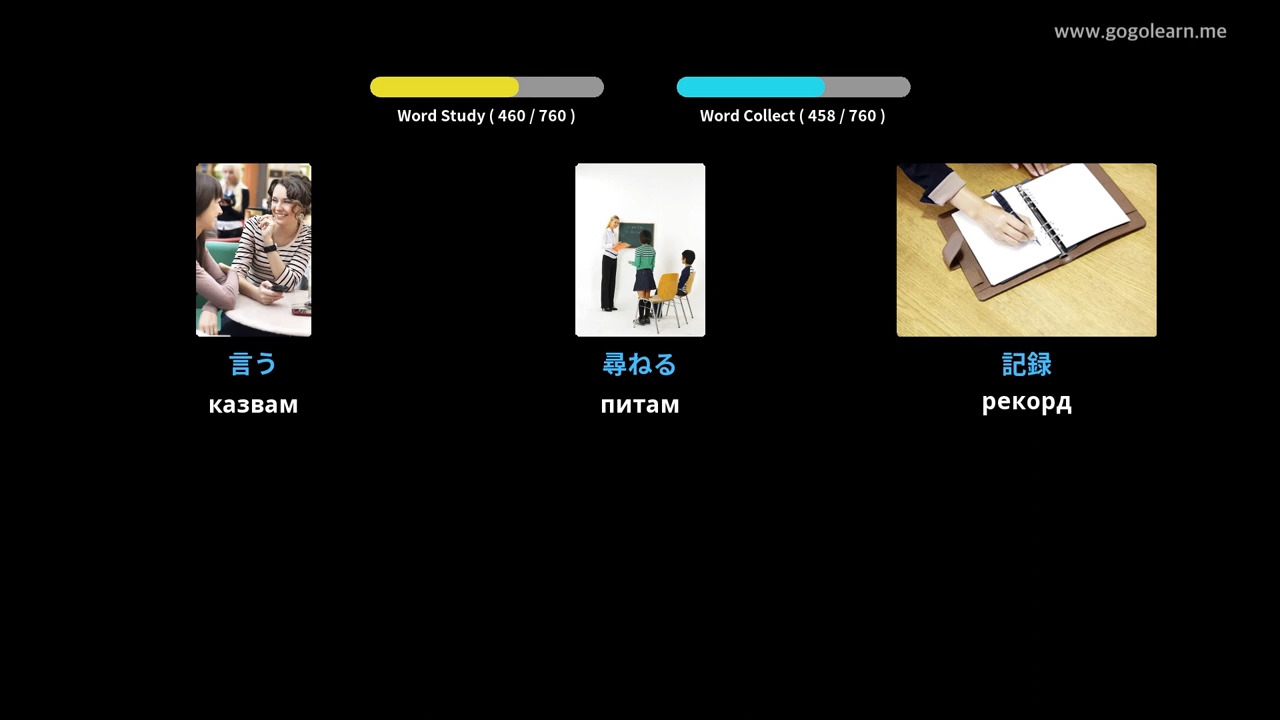 www.gogolearn.me
Word Study ( 460 / 760 )
Word Collect ( 458 / 760 )
言う
尋ねる
記録
казвам
питам
рекорд